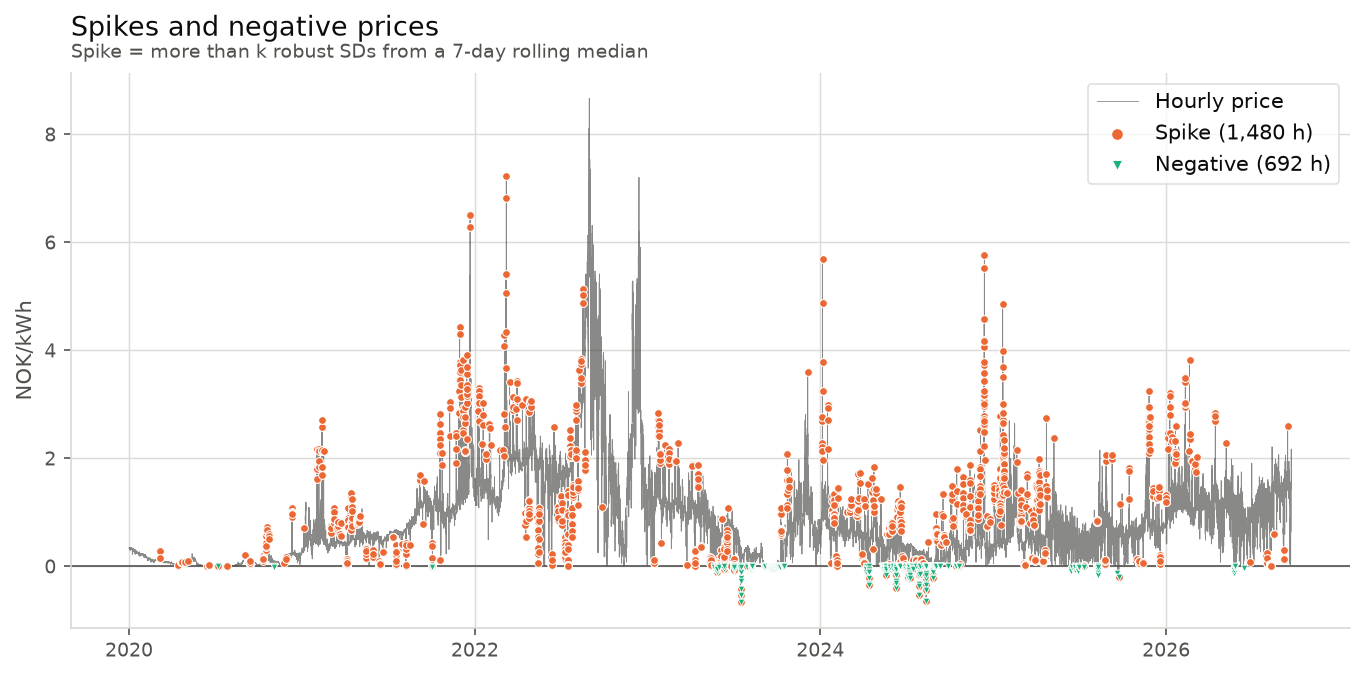 Spikes and negative prices
Spike = more than k robust SDs from a 7-day rolling median
Hourly price
Spike (1,480 h)
Negative (692 h)
NOK/kWh
8
6
4
2
0
2020
2022
2024
2026